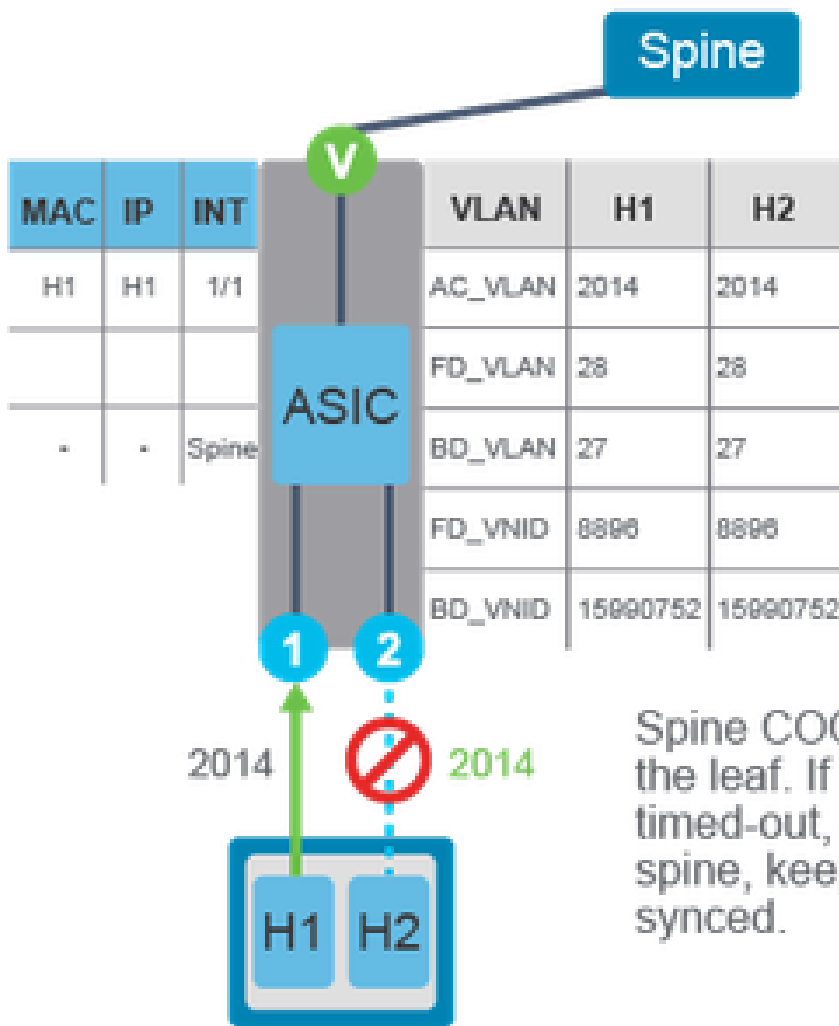 Spine
V
MAC IP INT
H1 H1 1/1
- - Spine
ASIC
VLAN H1 H2
AC_VLAN 2014 2014
FD_VLAN 28 28
BD_VLAN 27 27
FD_VNID 8896 8896
BD_VNID 15990752 15990752
1 2
2014 2014
H1 H2
Spine COO
the leaf. If
timed-out,
spine, kee
synced.